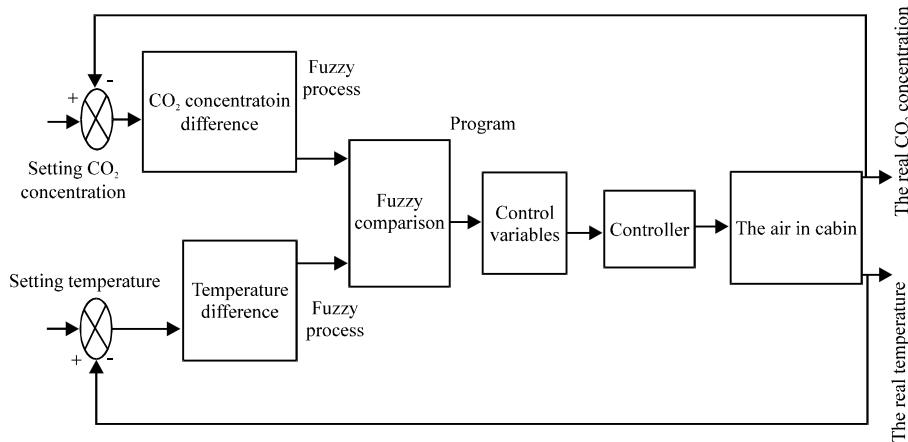 Fuzzy
process
CO₂ concentratoin
difference
-
+
Setting CO₂
concentration
Program
Fuzzy
comparison
Control
variables
Controller
The air in cabin
The real CO₂ concentration
Setting temperature
Temperature
difference
Fuzzy
process
+
-
The real temperature